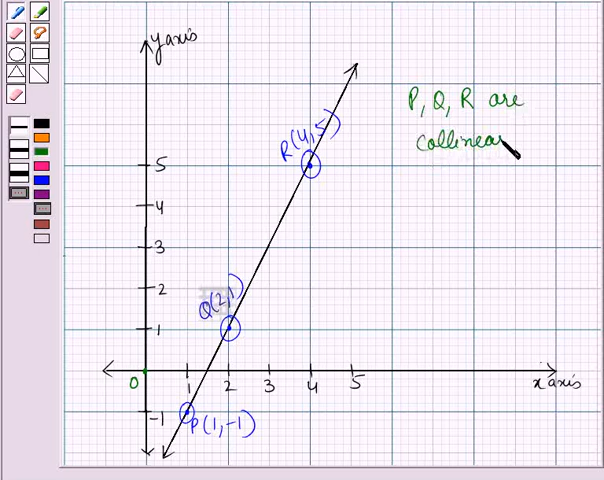 y axis
P, Q, R are
collinear
R(4,5)
5
4
3
2
Q(2,1)
1
0
1 2 3 4 5
x axis
-1
P(1,-1)